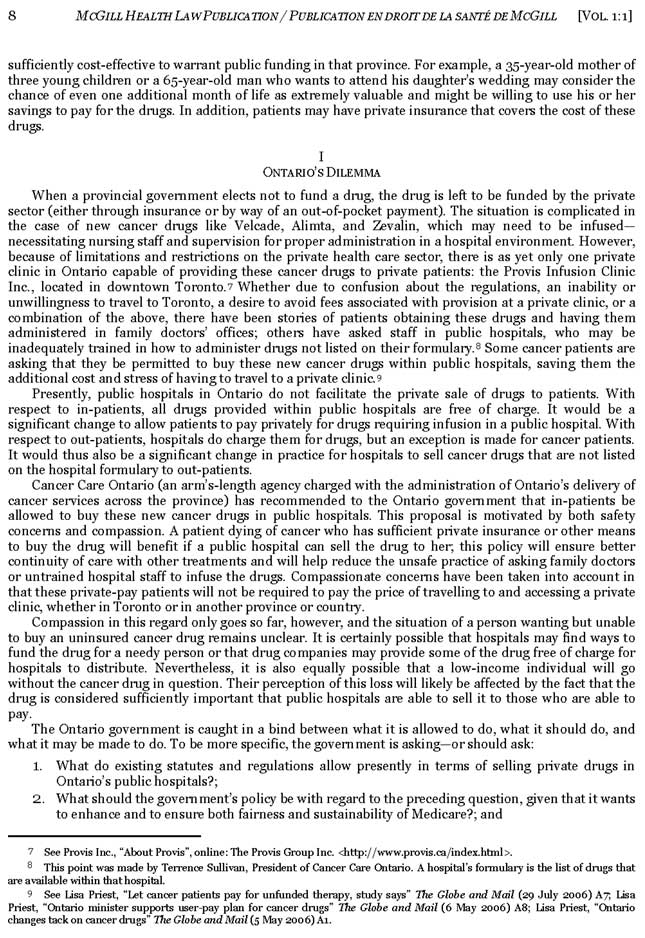 8 MCGILL HEALTH LAW PUBLICATION / PUBLICATION EN DROIT DE LA SANTÉ DE MCGILL [VOL. 1:1]
sufficiently cost-effective to warrant public funding in that province. For example, a 35-year-old mother of
three young children or a 65-year-old man who wants to attend his daughter's wedding may consider the
chance of even one additional month of life as extremely valuable and might be willing to use his or her
savings to pay for the drugs. In addition, patients may have private insurance that covers the cost of these
drugs.
I
ONTARIO'S DILEMMA
When a provincial government elects not to fund a drug, the drug is left to be funded by the private
sector (either through insurance or by way of an out-of-pocket payment). The situation is complicated in
the case of new cancer drugs like Velcade, Alimta, and Zevalin, which may need to be infused—
necessitating nursing staff and supervision for proper administration in a hospital environment. However,
because of limitations and restrictions on the private health care sector, there is as yet only one private
clinic in Ontario capable of providing these cancer drugs to private patients: the Provis Infusion Clinic
Inc., located in downtown Toronto.7 Whether due to confusion about the regulations, an inability or
unwillingness to travel to Toronto, a desire to avoid fees associated with provision at a private clinic, or a
combination of the above, there have been stories of patients obtaining these drugs and having them
administered in family doctors' offices; others have asked staff in public hospitals, who may be
inadequately trained in how to administer drugs not listed on their formulary.8 Some cancer patients are
asking that they be permitted to buy these new cancer drugs within public hospitals, saving them the
additional cost and stress of having to travel to a private clinic.9
Presently, public hospitals in Ontario do not facilitate the private sale of drugs to patients. With
respect to in-patients, all drugs provided within public hospitals are free of charge. It would be a
significant change to allow patients to pay privately for drugs requiring infusion in a public hospital. With
respect to out-patients, hospitals do charge them for drugs, but an exception is made for cancer patients.
It would thus also be a significant change in practice for hospitals to sell cancer drugs that are not listed
on the hospital formulary to out-patients.
Cancer Care Ontario (an arm's-length agency charged with the administration of Ontario's delivery of
cancer services across the province) has recommended to the Ontario government that in-patients be
allowed to buy these new cancer drugs in public hospitals. This proposal is motivated by both safety
concerns and compassion. A patient dying of cancer who has sufficient private insurance or other means
to buy the drug will benefit if a public hospital can sell the drug to her; this policy will ensure better
continuity of care with other treatments and will help reduce the unsafe practice of asking family doctors
or untrained hospital staff to infuse the drugs. Compassionate concerns have been taken into account in
that these private-pay patients will not be required to pay the price of travelling to and accessing a private
clinic, whether in Toronto or in another province or country.
Compassion in this regard only goes so far, however, and the situation of a person wanting but unable
to buy an uninsured cancer drug remains unclear. It is certainly possible that hospitals may find ways to
fund the drug for a needy person or that drug companies may provide some of the drug free of charge for
hospitals to distribute. Nevertheless, it is also equally possible that a low-income individual will go
without the cancer drug in question. Their perception of this loss will likely be affected by the fact that the
drug is considered sufficiently important that public hospitals are able to sell it to those who are able to
pay.
The Ontario government is caught in a bind between what it is allowed to do, what it should do, and
what it may be made to do. To be more specific, the government is asking—or should ask:
1. What do existing statutes and regulations allow presently in terms of selling private drugs in
Ontario's public hospitals?;
2. What should the government's policy be with regard to the preceding question, given that it wants
to enhance and to ensure both fairness and sustainability of Medicare?; and
7 See Provis Inc., “About Provis”, online: The Provis Group Inc. <http://www.provis.ca/index.html>.
8 This point was made by Terrence Sullivan, President of Cancer Care Ontario. A hospital's formulary is the list of drugs that
are available within that hospital.
9 See Lisa Priest, “Let cancer patients pay for unfunded therapy, study says” The Globe and Mail (29 July 2006) A7; Lisa
Priest, “Ontario minister supports user-pay plan for cancer drugs” The Globe and Mail (6 May 2006) A8; Lisa Priest, “Ontario
changes tack on cancer drugs” The Globe and Mail (5 May 2006) A1.